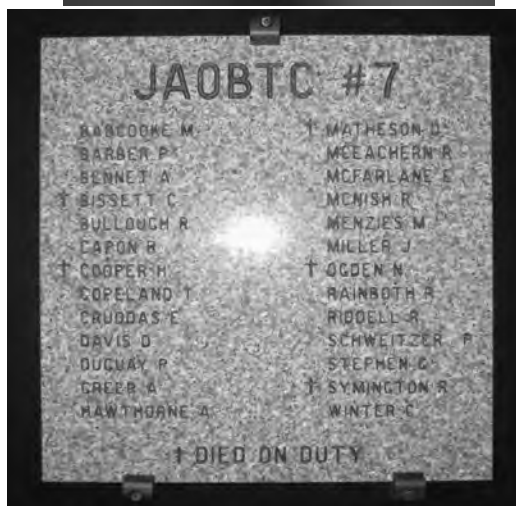 JAOBTC #7
BABCOOKE M
BARBER P
BENNET A
† BISSETT C
BULLOUGH R
CAPON R
† COOPER H
COPELAND T
CRUDDAS E
DAVIS D
DUGUAY P
GREER A
HAWTHORNE A
† MATHESON D
MCEACHERN R
MCFARLANE E
MCNISH R
MENZIES M
MILLER J
† OGDEN N
RAINBOTH R
RIDDELL R
SCHWEITZER P
STEPHEN G
† SYMINGTON R
WINTER C
† DIED ON DUTY